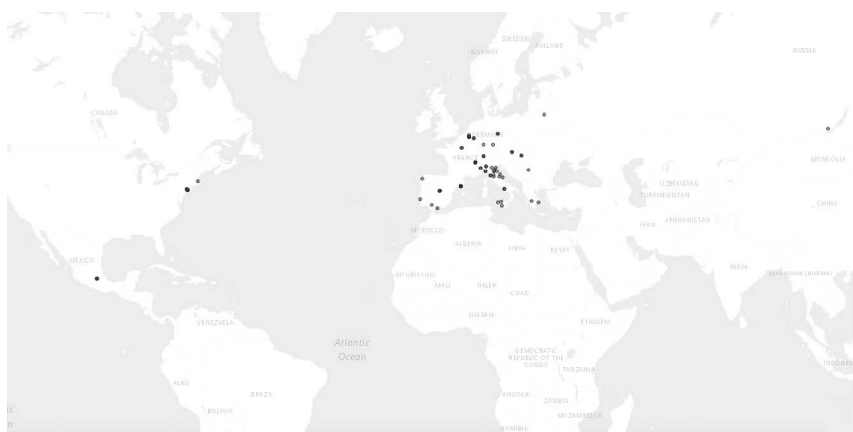 SWEDEN
NORWAY
FINLAND
RUSSIA
CANADA
GERMANY
FRANCE
MONGOLIA
UZBEKISTAN
TURKMENISTAN
CHINA
IRAN
AFGHANISTAN
MOROCCO
ALGERIA
LIBYA
EGYPT
MEXICO
INDIA
MAURITANIA
MALI
NIGER
CHAD
NIGERIA
ETHIOPIA
VENEZUELA
Atlantic
Ocean
DEMOCRATIC
REPUBLIC OF THE
CONGO
TANZANIA
PERU
BRAZIL
ANGOLA
ZAMBIA
BOLIVIA
MOZAMBIQUE
NAMIBIA